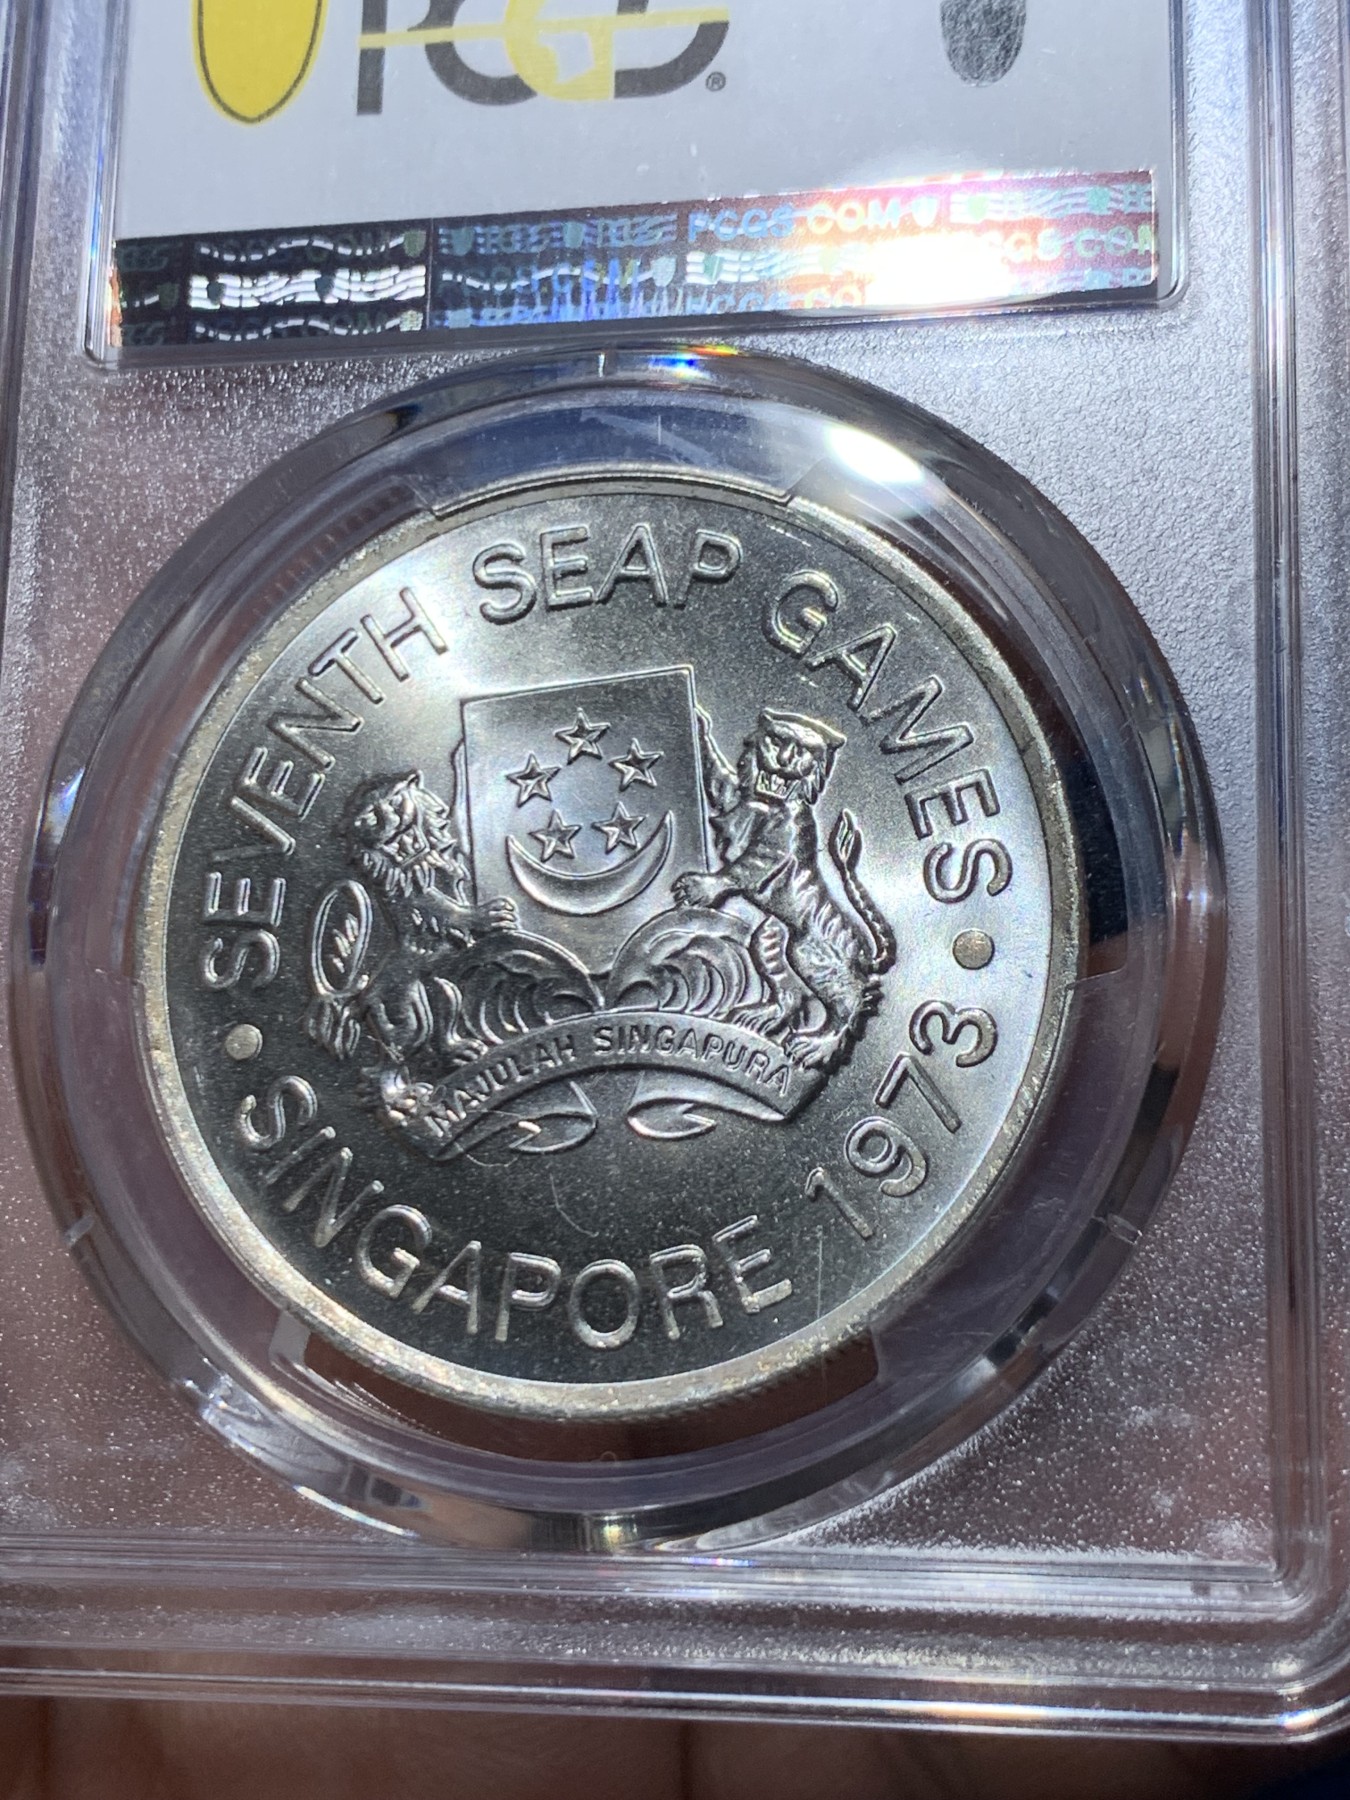 PCGS®
PCGS.COM
SEVENTH SEAP GAMES
MAJULAH SINGAPURA
• SINGAPORE 1973 •